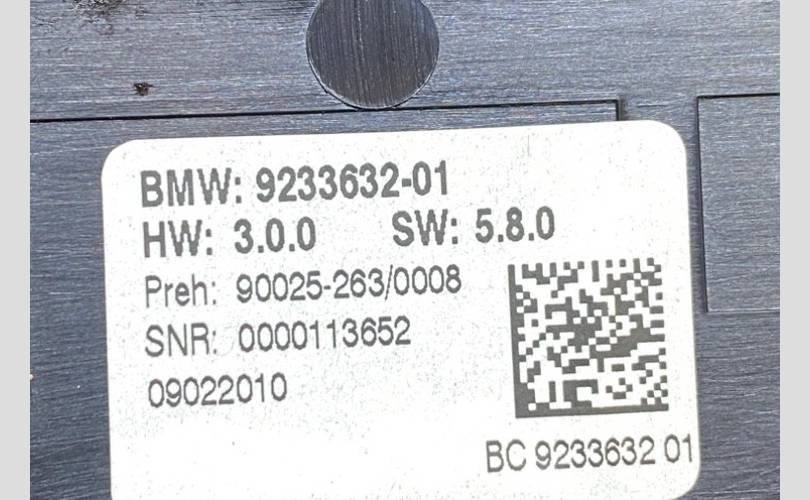 BMW: 9233632-01
HW: 3.0.0 SW: 5.8.0
Preh: 90025-263/0008
SNR: 0000113652
09022010
BC 9233632 01